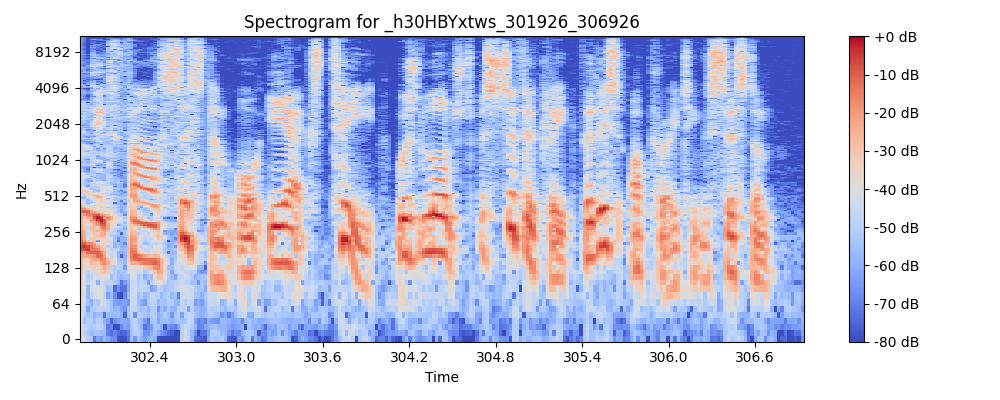 Spectrogram for _h30HBYxtws_301926_306926
8192
4096
2048
1024
512
256
128
64
0
Hz
302.4 303.0 303.6 304.2 304.8 305.4 306.0 306.6
Time
+0 dB
-10 dB
-20 dB
-30 dB
-40 dB
-50 dB
-60 dB
-70 dB
-80 dB